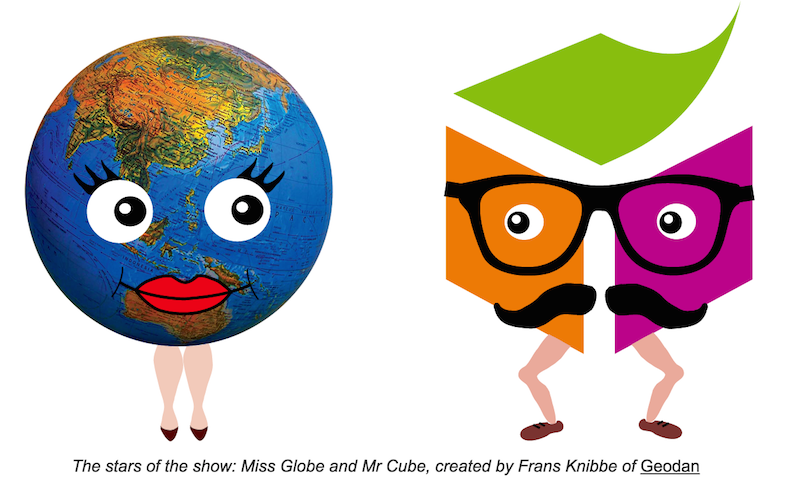 The stars of the show: Miss Globe and Mr Cube, created by Frans Knibbe of Geodan